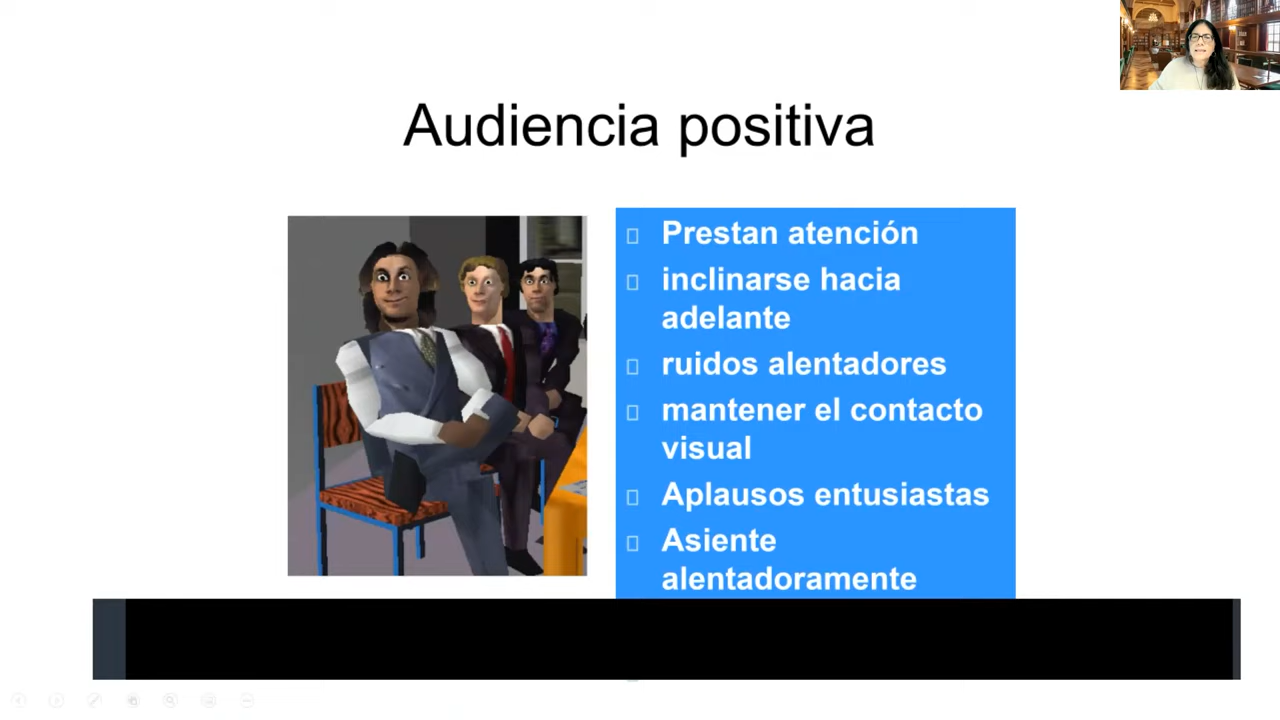 Audiencia positiva
Prestan atención
inclinarse hacia
adelante
ruidos alentadores
mantener el contacto
visual
Aplausos entusiastas
Asiente
alentadoramente